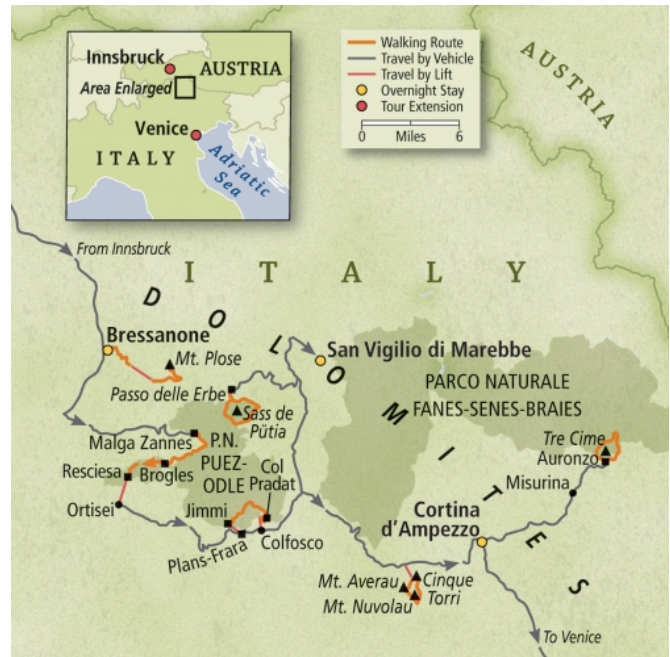 Innsbruck
AUSTRIA
Area Enlarged
Venice
ITALY
Adriatic
Sea
Walking Route
Travel by Vehicle
Travel by Lift
Overnight Stay
Tour Extension
0 Miles 6
AUSTRIA
From Innsbruck
ITALY
DOLOMITES
Bressanone
Mt. Plose
San Vigilio di Marebbe
Passo delle Erbe
Sass de
Pütia
PARCO NATURALE
FANES-SENES-BRAIES
Malga Zannes
P.N.
PUEZ-
ODLE
Tre Cime
Auronzo
Resciesa
Brogles
Col
Pradat
Misurina
Ortisei
Jimmi
Cortina
d'Ampezzo
Plans-Frara
Colfosco
Mt. Averau
Cinque
Torri
Mt. Nuvolau
To Venice